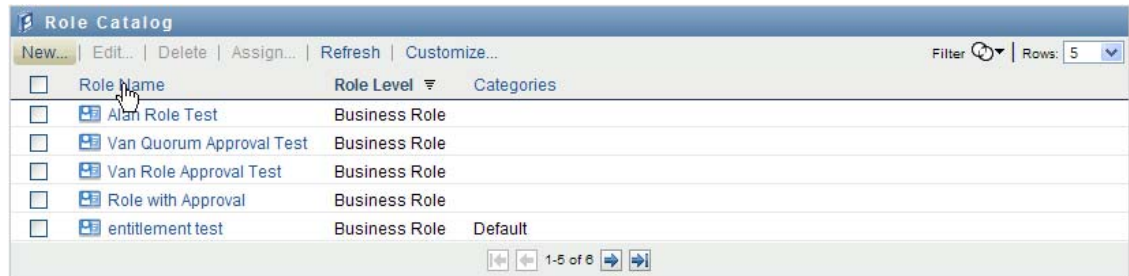 Role Catalog
New... | Edit... | Delete | Assign... | Refresh | Customize... Filter | Rows: 5
Role Name Role Level Categories
Alan Role Test Business Role
Van Quorum Approval Test Business Role
Van Role Approval Test Business Role
Role with Approval Business Role
entitlement test Business Role Default
1-5 of 6